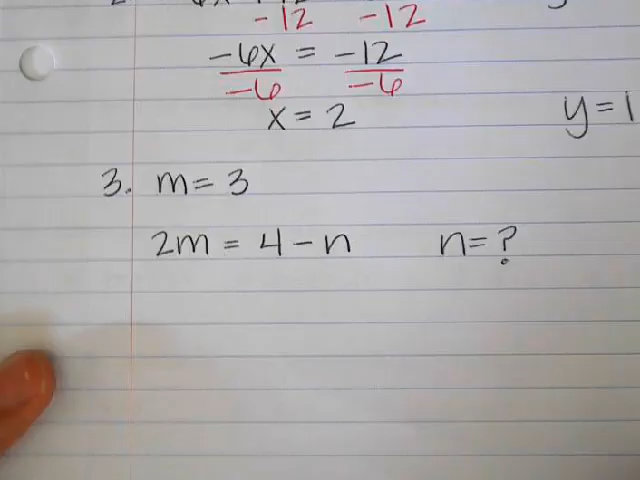 -12 -12
-6x = -12
-6 -6
x = 2
y = 1
3. m = 3
2m = 4 - n n = ?